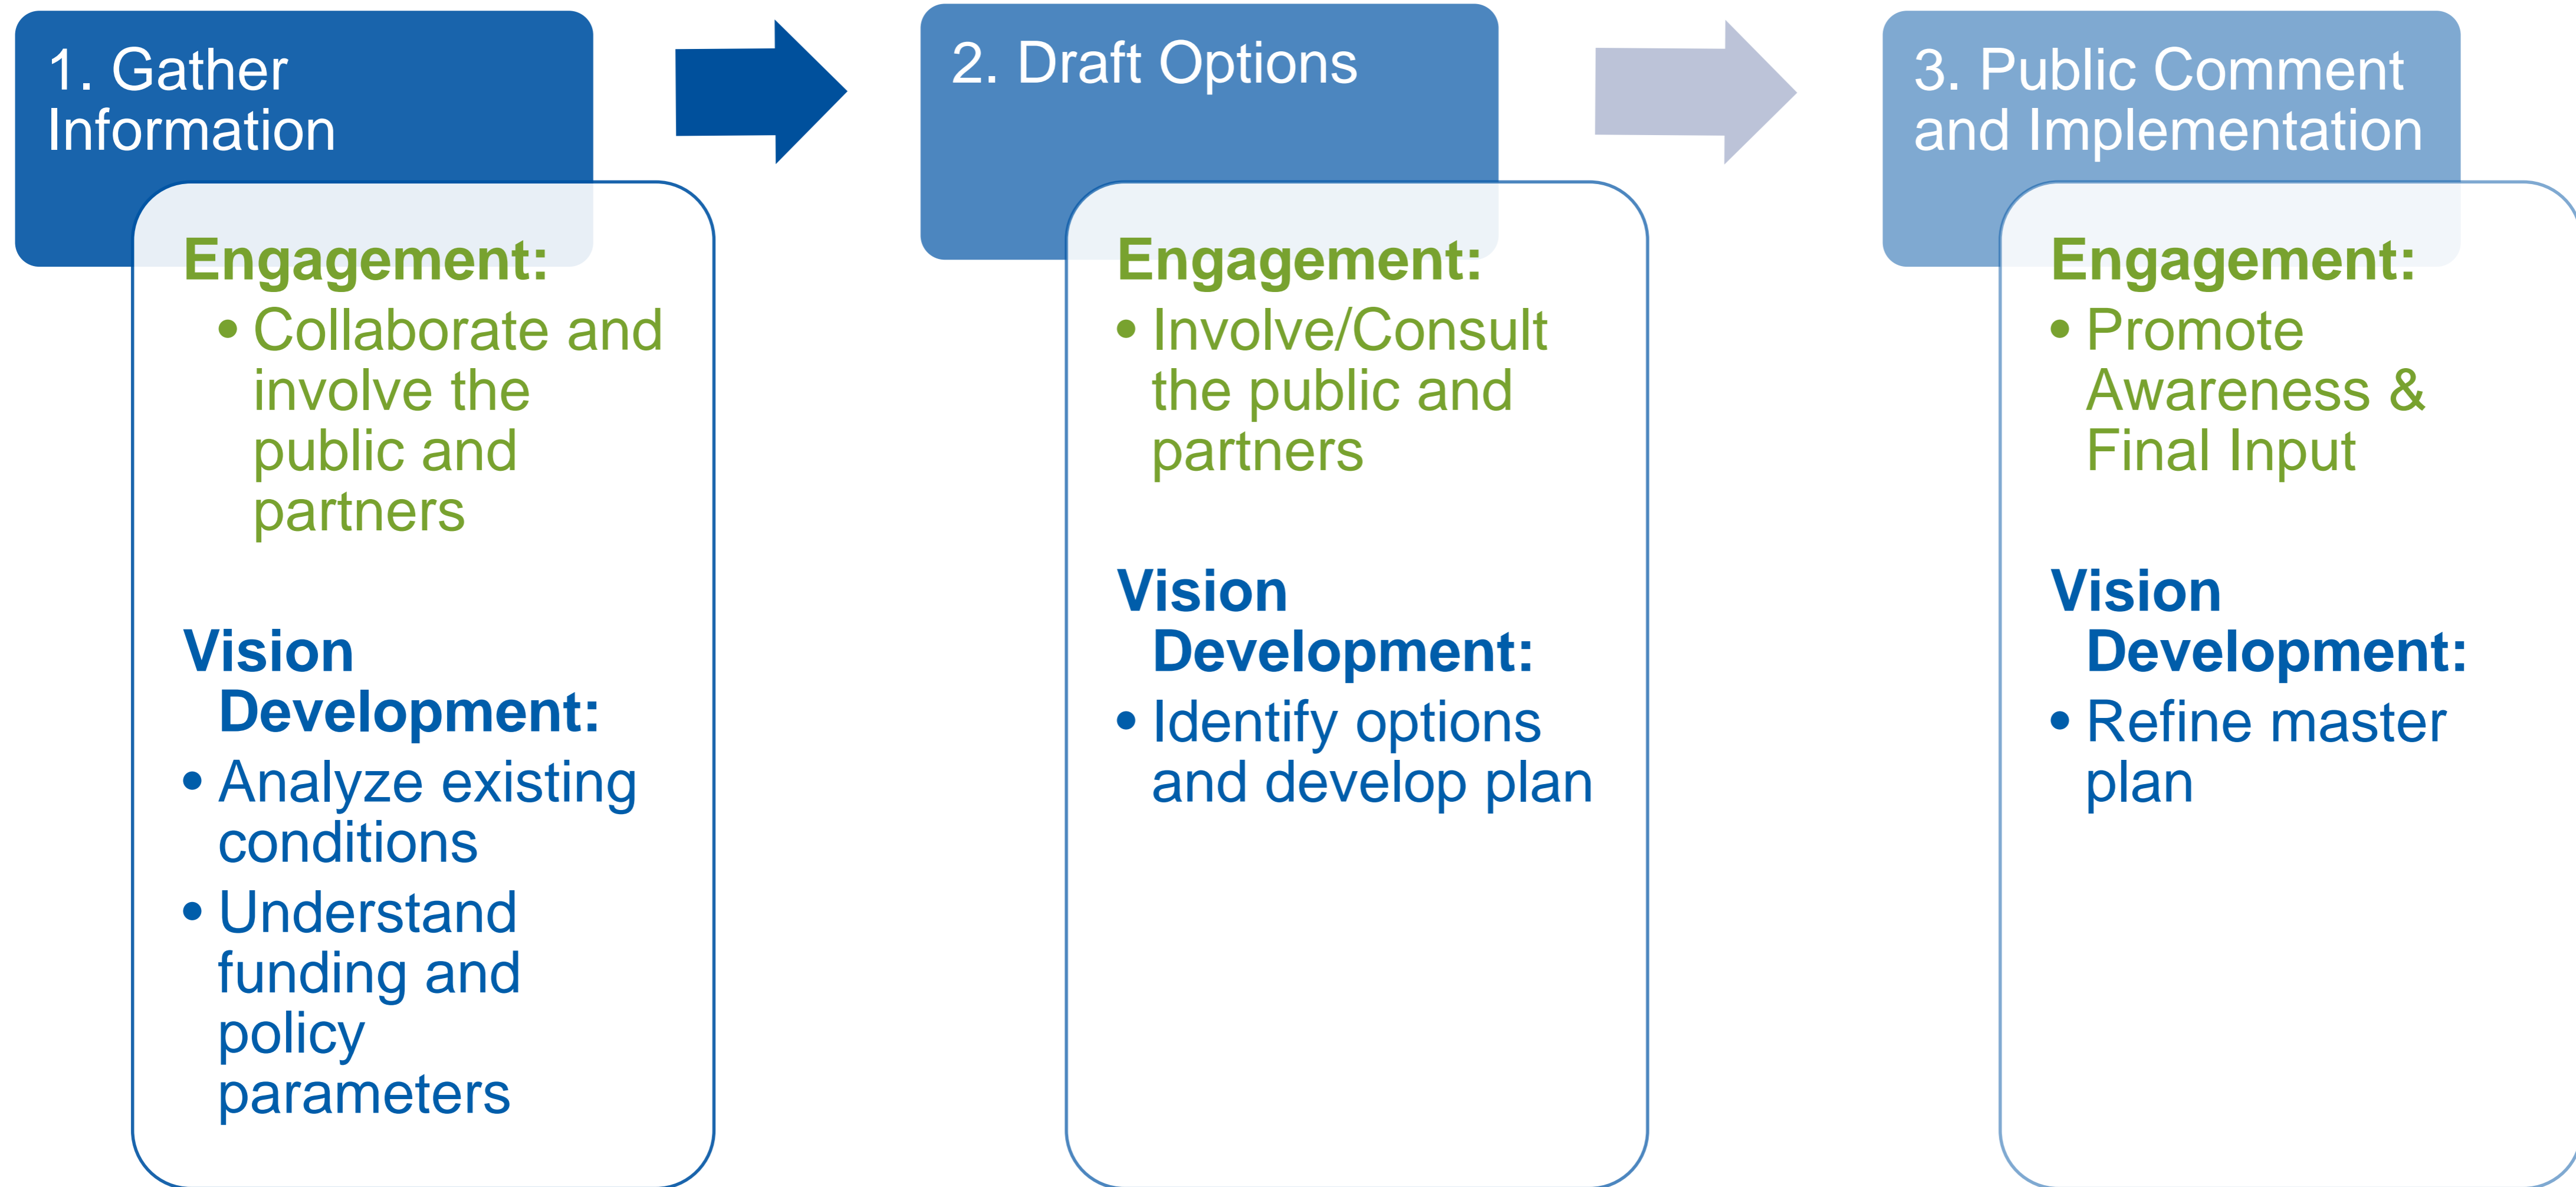 1. Gather
Information
Engagement:
• Collaborate and
involve the
public and
partners
Vision
Development:
• Analyze existing
conditions
• Understand
funding and
policy
parameters
2. Draft Options
Engagement:
• Involve/Consult
the public and
partners
Vision
Development:
• Identify options
and develop plan
3. Public Comment
and Implementation
Engagement:
• Promote
Awareness &
Final Input
Vision
Development:
• Refine master
plan